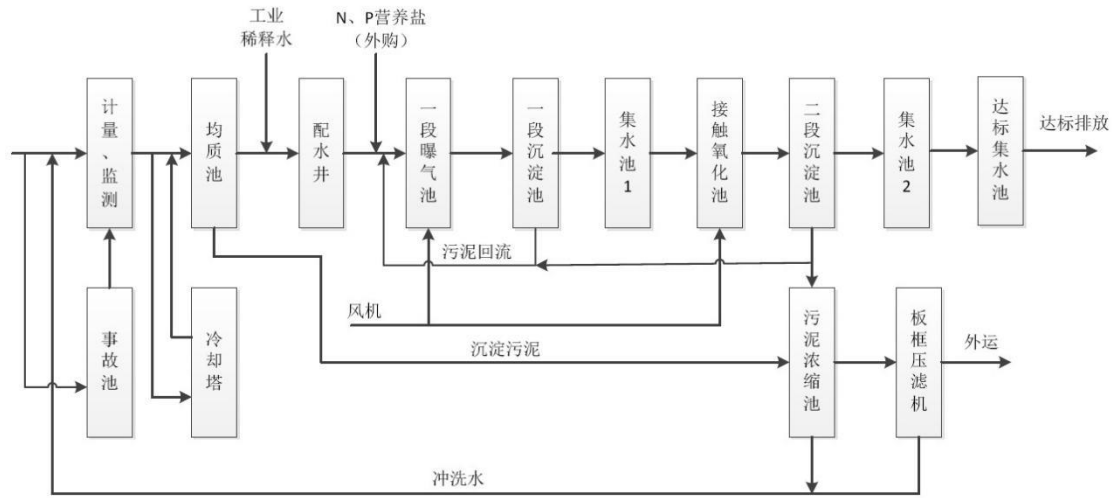 工业
稀释水
N、P营养盐
（外购）
计量、监测
均质池
配水井
一段曝气池
一段沉淀池
集水池1
接触氧化池
二段沉淀池
集水池2
达标集水池
达标排放
污泥回流
风机
事故池
冷却塔
沉淀污泥
污泥浓缩池
板框压滤机
外运
冲洗水